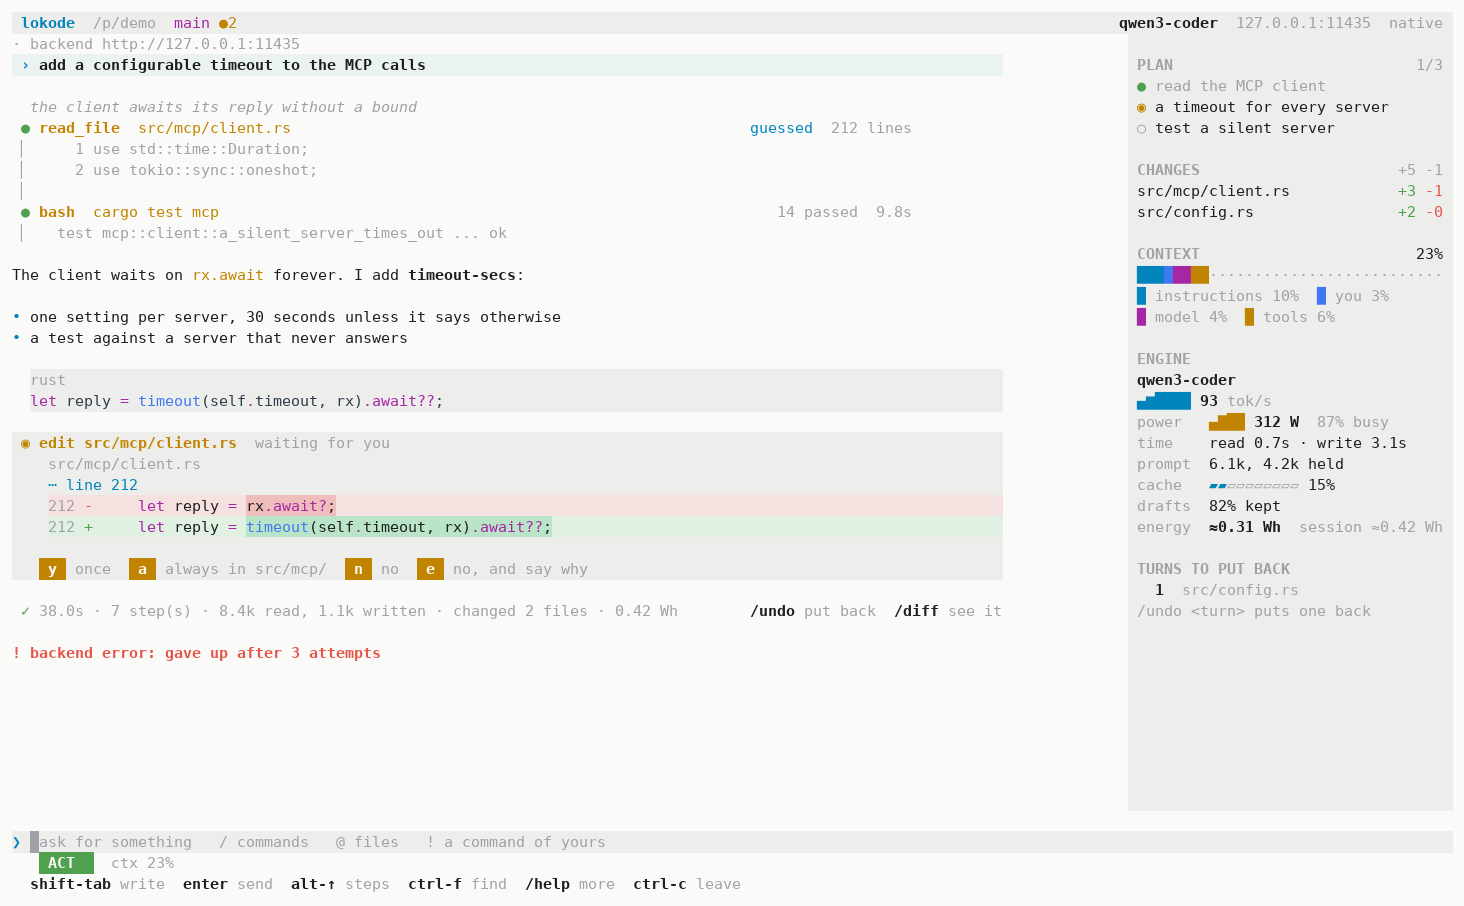 lokode  /p/demo  main ●2
qwen3-coder  127.0.0.1:11435  native
· backend http://127.0.0.1:11435
› add a configurable timeout to the MCP calls
the client awaits its reply without a bound
● read_file  src/mcp/client.rs  guessed  212 lines
1 use std::time::Duration;
2 use tokio::sync::oneshot;
● bash  cargo test mcp  14 passed  9.8s
test mcp::client::a_silent_server_times_out ... ok
The client waits on rx.await forever. I add timeout-secs:
• one setting per server, 30 seconds unless it says otherwise
• a test against a server that never answers
rust
let reply = timeout(self.timeout, rx).await??;
◉ edit src/mcp/client.rs  waiting for you
src/mcp/client.rs
┄ line 212
212 -     let reply = rx.await?;
212 +     let reply = timeout(self.timeout, rx).await??;
y once  a always in src/mcp/  n no  e no, and say why
✓ 38.0s · 7 step(s) · 8.4k read, 1.1k written · changed 2 files · 0.42 Wh  /undo put back  /diff see it
! backend error: gave up after 3 attempts
PLAN  1/3
● read the MCP client
◉ a timeout for every server
○ test a silent server
CHANGES  +5 -1
src/mcp/client.rs  +3 -1
src/config.rs  +2 -0
CONTEXT  23%
instructions 10%  you 3%
model 4%  tools 6%
ENGINE
qwen3-coder
93 tok/s
power  312 W  87% busy
time  read 0.7s · write 3.1s
prompt  6.1k, 4.2k held
cache  ▰▰▱▱▱▱▱▱▱▱ 15%
drafts  82% kept
energy  ≈0.31 Wh  session ≈0.42 Wh
TURNS TO PUT BACK
1  src/config.rs
/undo <turn> puts one back
❯ ask for something   / commands   @ files   ! a command of yours
ACT  ctx 23%
shift-tab write  enter send  alt-↑ steps  ctrl-f find  /help more  ctrl-c leave